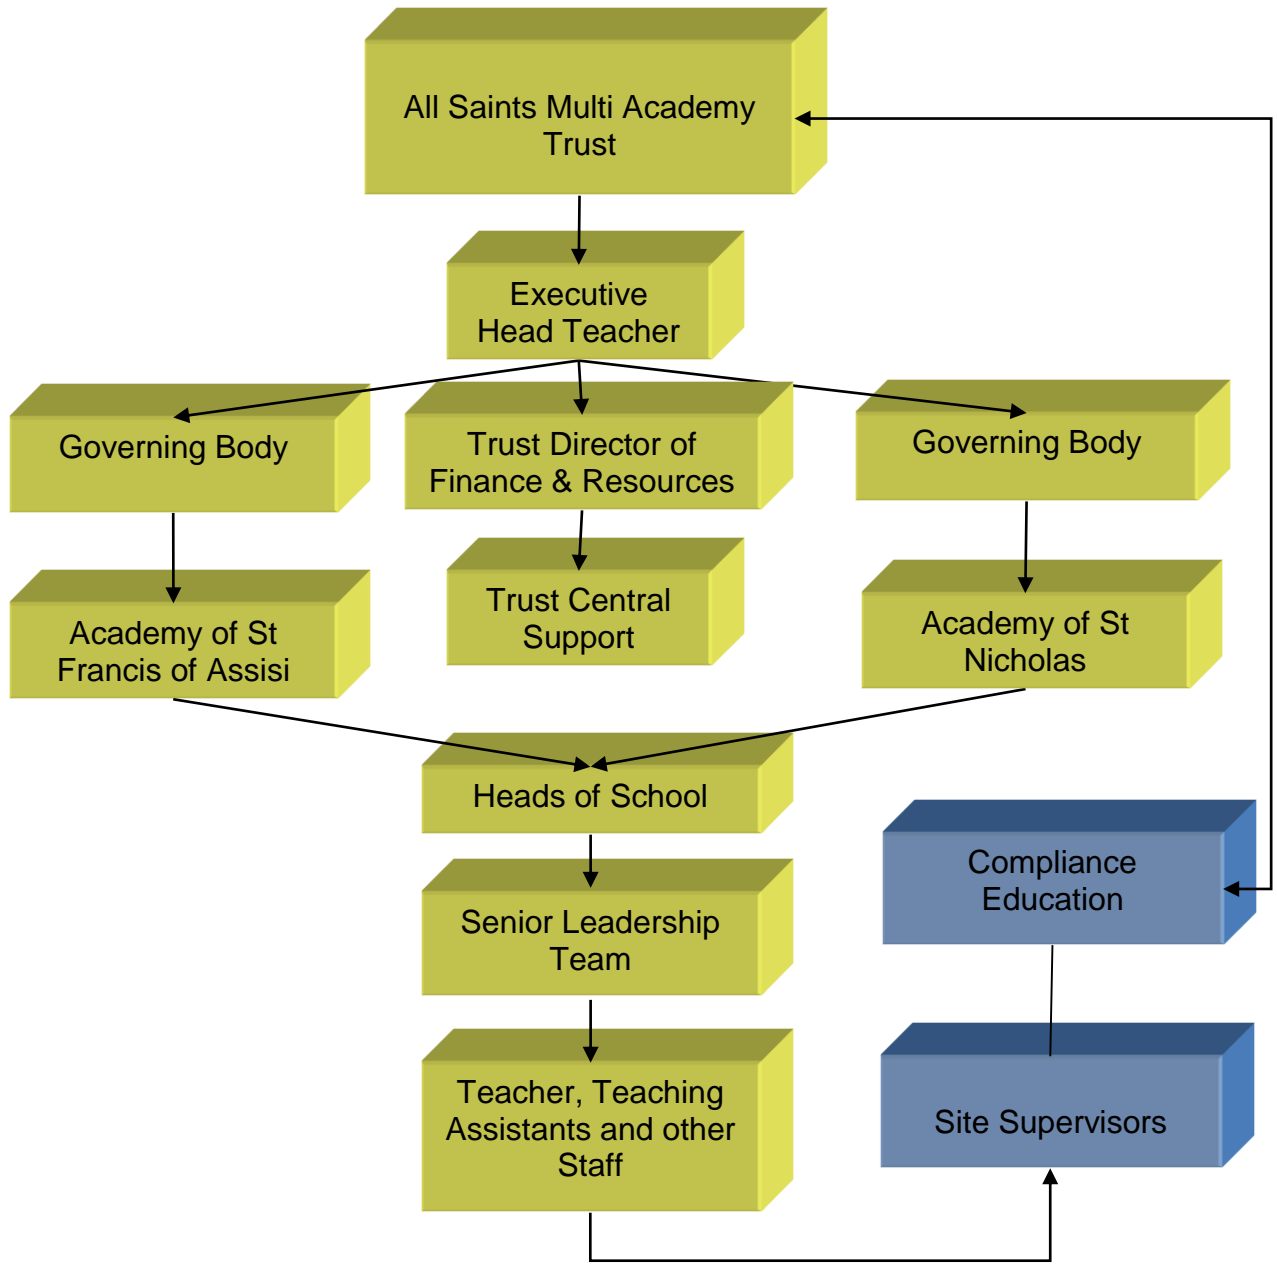 All Saints Multi Academy
Trust
Executive
Head Teacher
Governing Body
Trust Director of
Finance & Resources
Governing Body
Academy of St
Francis of Assisi
Trust Central
Support
Academy of St
Nicholas
Heads of School
Compliance
Education
Senior Leadership
Team
Teacher, Teaching
Assistants and other
Staff
Site Supervisors